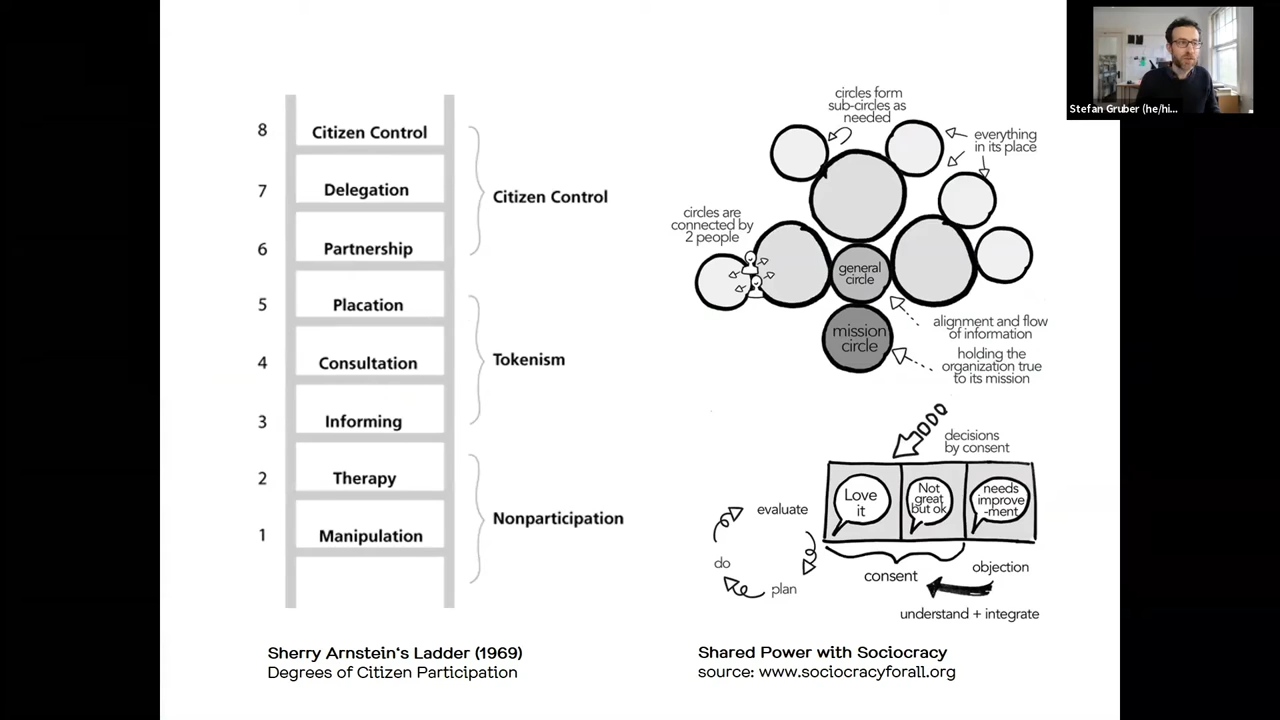 8 Citizen Control
7 Delegation
6 Partnership
5 Placation
4 Consultation
3 Informing
2 Therapy
1 Manipulation
Citizen Control
Tokenism
Nonparticipation
Sherry Arnstein‘s Ladder (1969)
Degrees of Citizen Participation
circles form
sub-circles as
needed
everything
in its place
circles are
connected by
2 people
general
circle
mission
circle
alignment and flow
of information
holding the
organization true
to its mission
decisions
by consent
Love
it
Not
great
but ok
needs
improve
-ment
evaluate
do
plan
consent
objection
understand + integrate
Shared Power with Sociocracy
source: www.sociocracyforall.org
Stefan Gruber (he/hi...